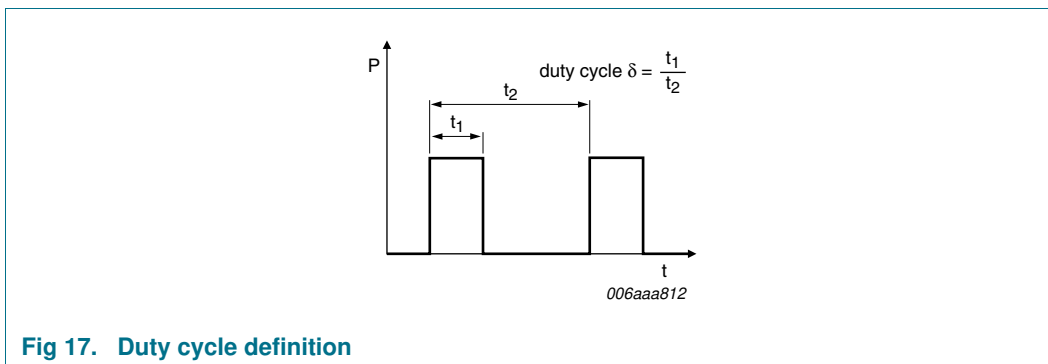 P
duty cycle δ = t₁
t₂
t₂
t₁
t
006aaa812
Fig 17. Duty cycle definition